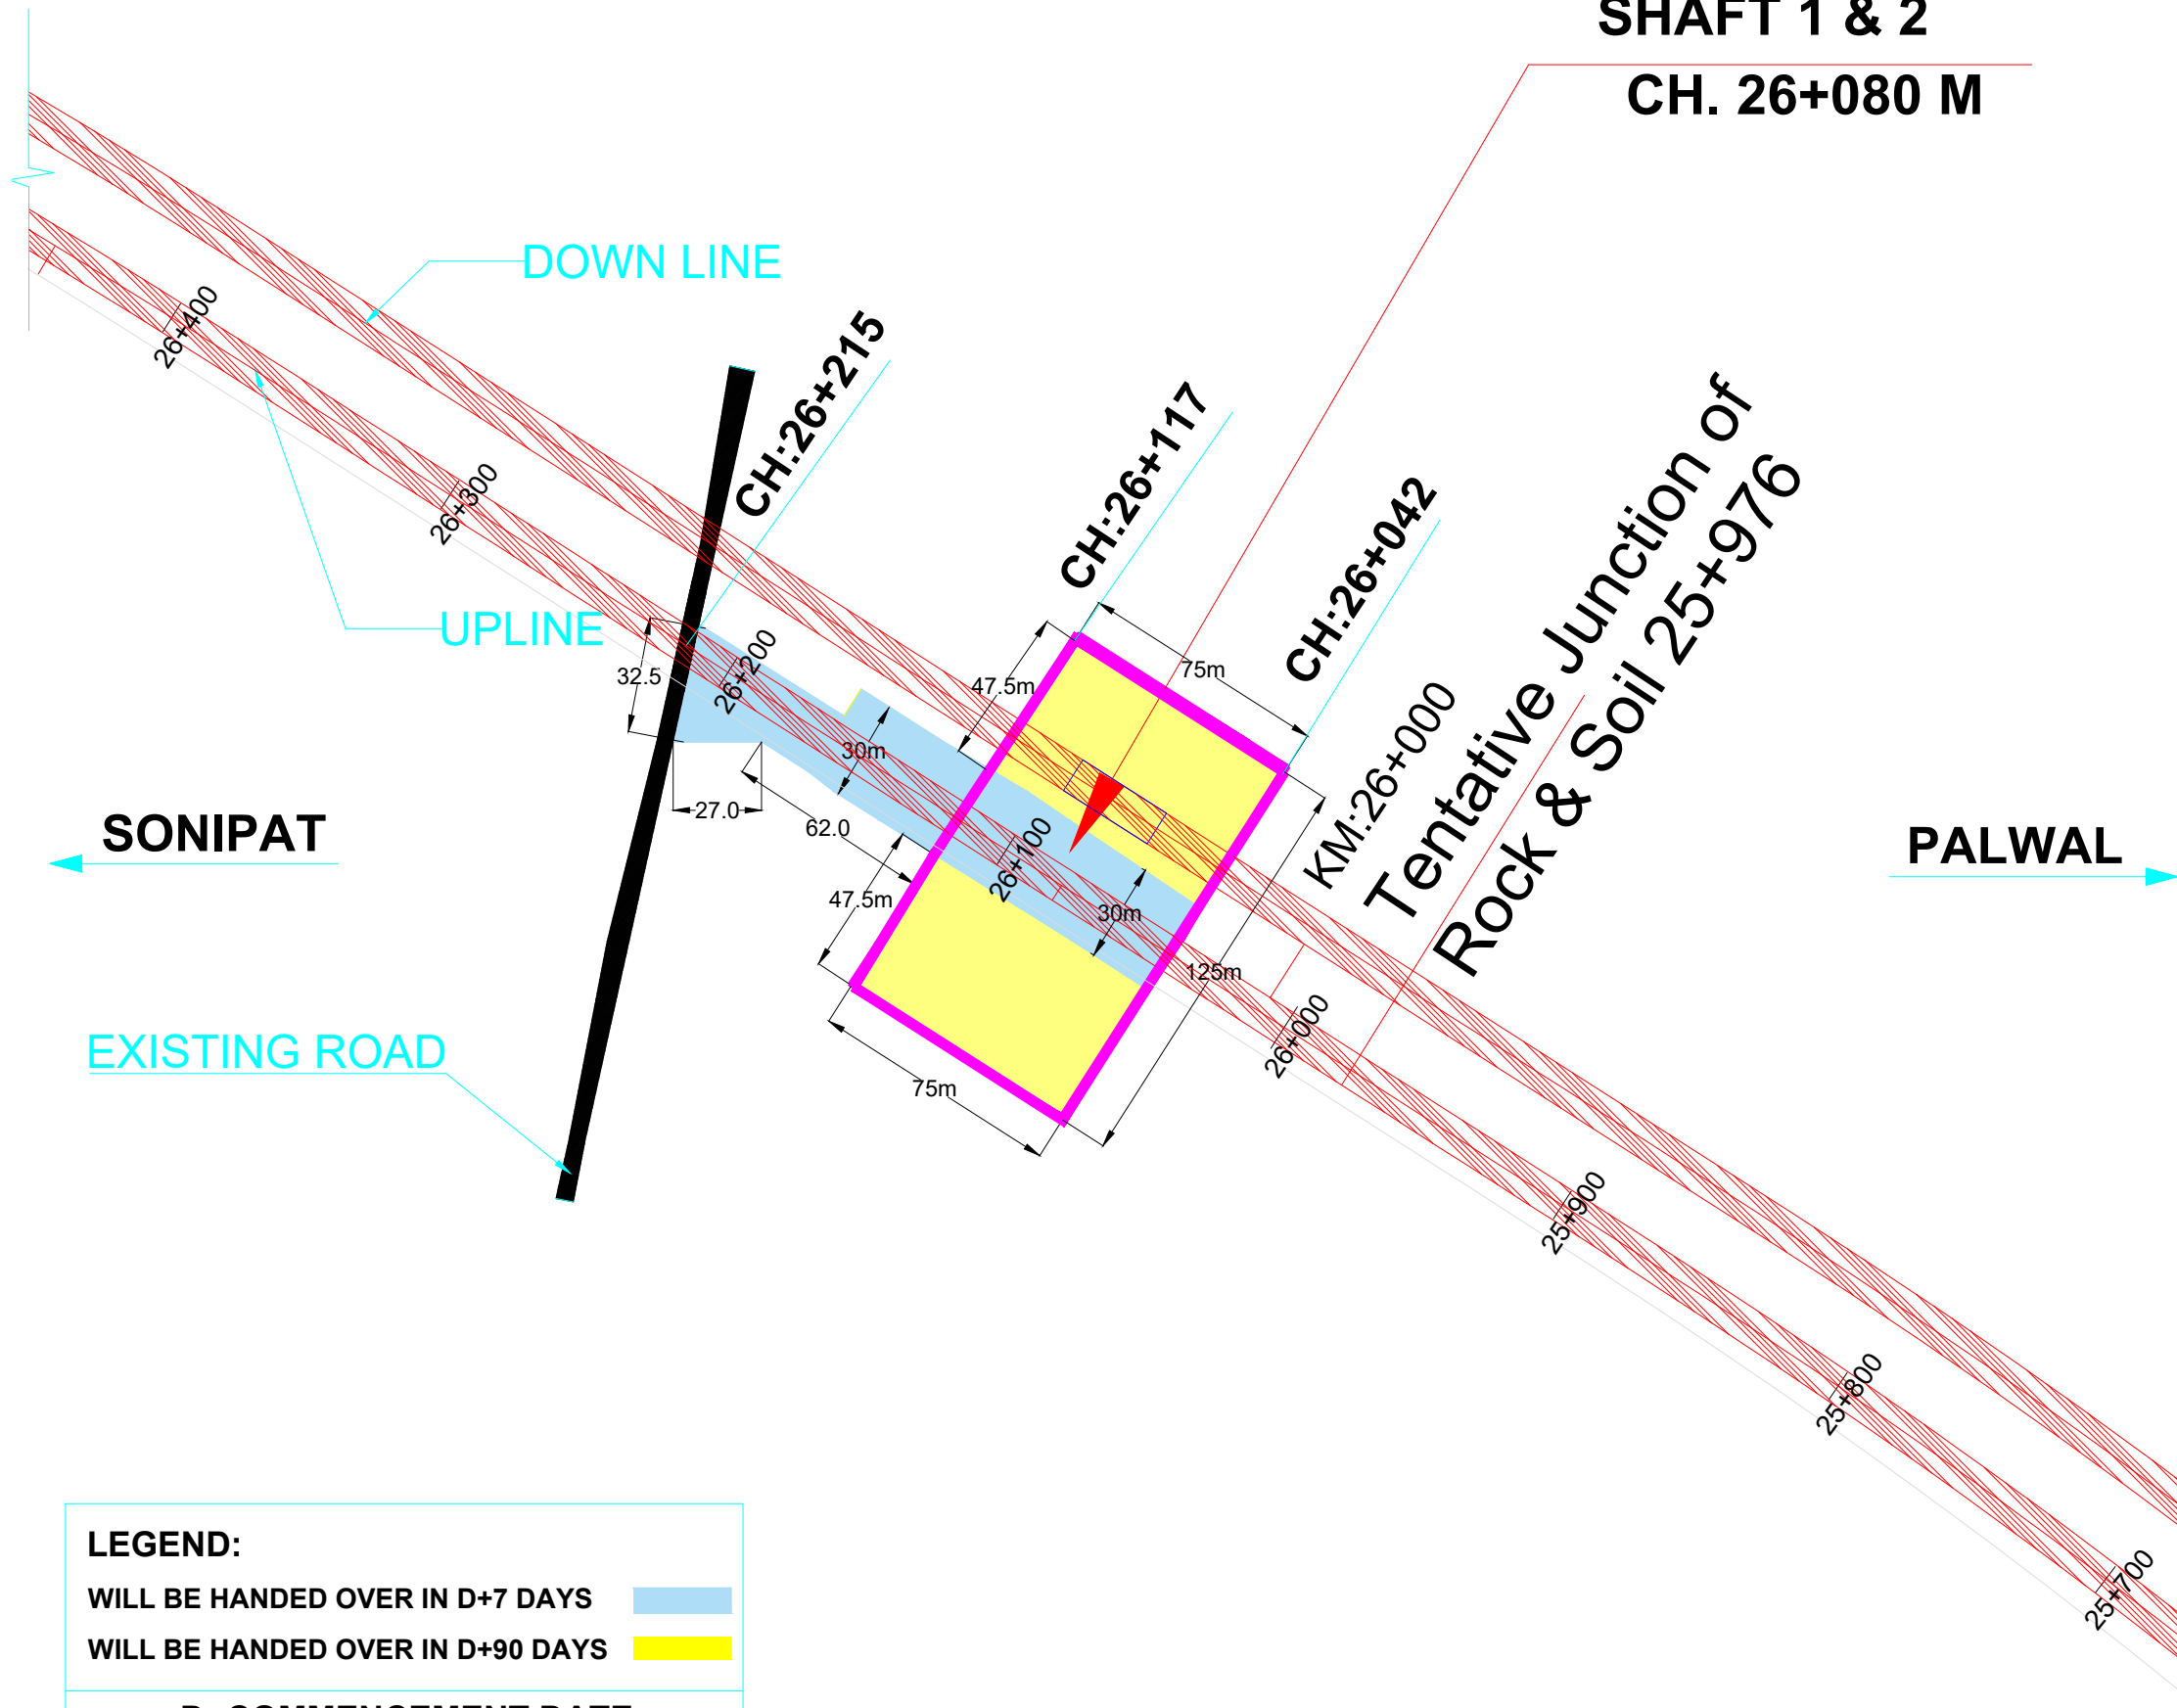 SHAFT 1 & 2
CH. 26+080 M
DOWN LINE
26+400
CH:26+215
CH:26+117
CH:26+042
Tentative Junction of
Rock & Soil 25+976
26+300
UPLINE
32.5
26+200
47.5m
75m
30m
KM:26+000
27.0
62.0
SONIPAT
PALWAL
26+100
47.5m
30m
125m
26+000
EXISTING ROAD
75m
25+900
25+800
25+700
LEGEND:
WILL BE HANDED OVER IN D+7 DAYS
WILL BE HANDED OVER IN D+90 DAYS